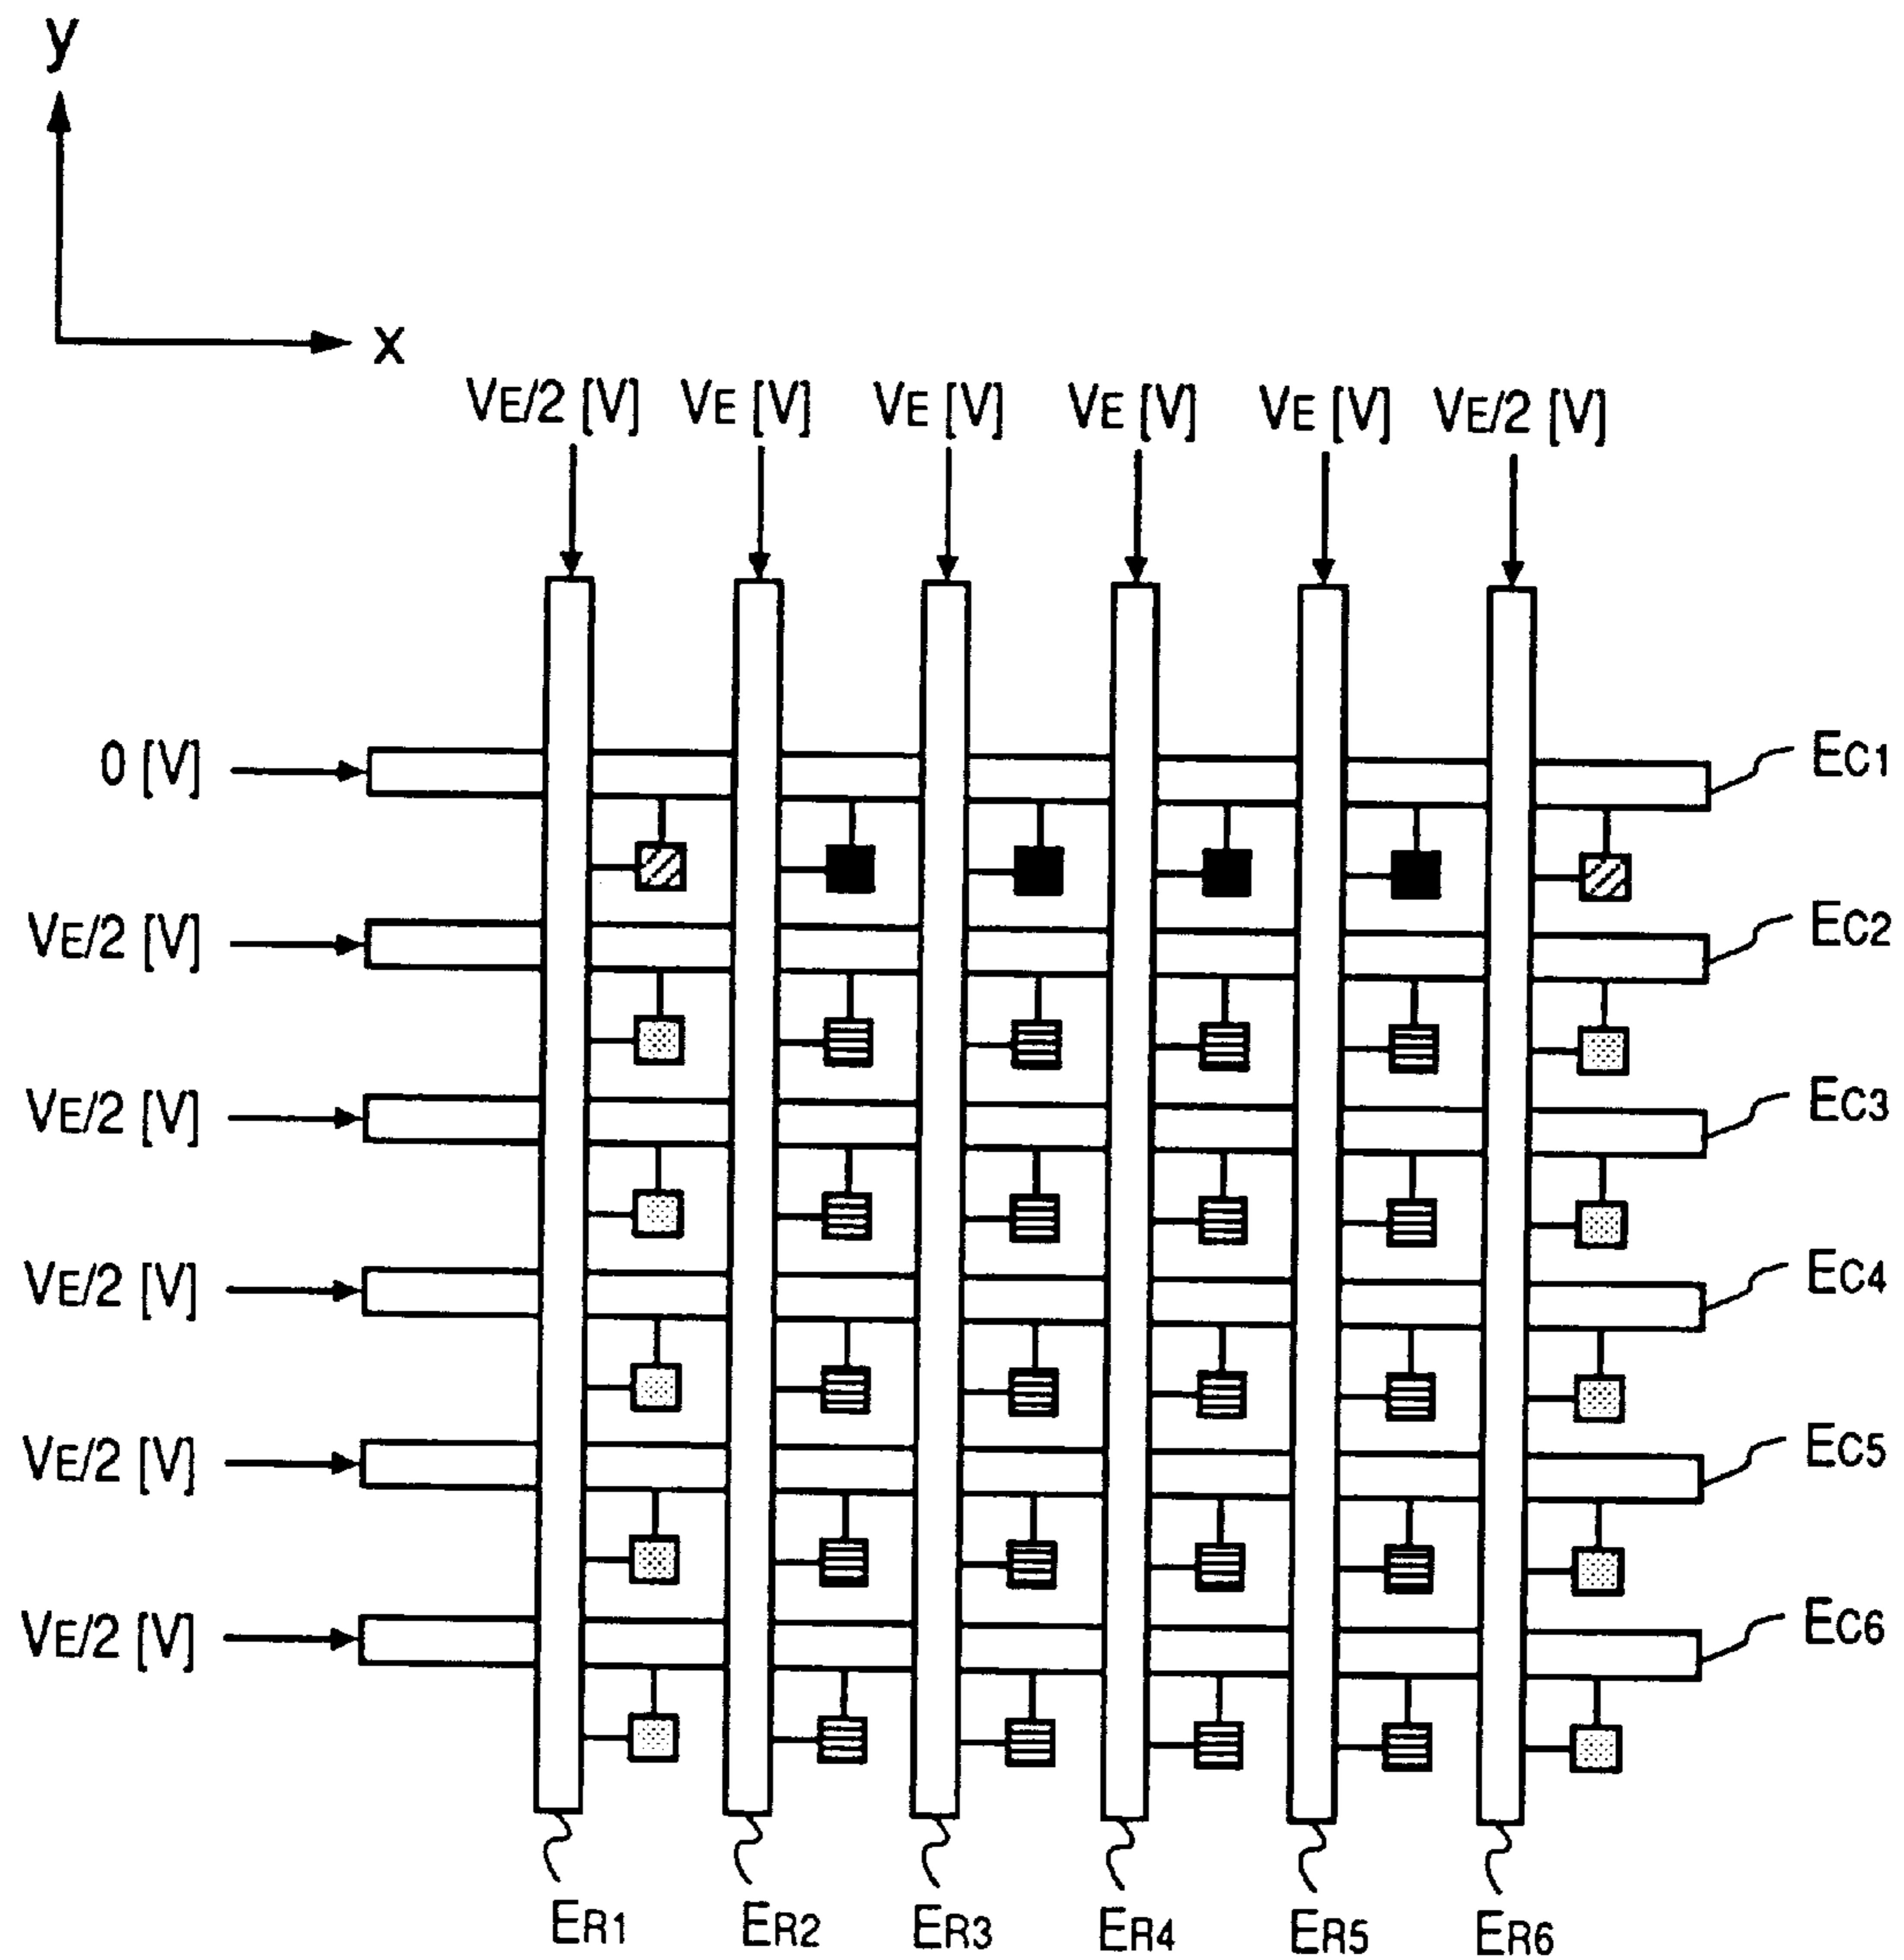 y
x
VE/2 [V] VE [V] VE [V] VE [V] VE [V] VE/2 [V]
0 [V] EC1
VE/2 [V] EC2
VE/2 [V] EC3
VE/2 [V] EC4
VE/2 [V] EC5
VE/2 [V] EC6
ER1 ER2 ER3 ER4 ER5 ER6